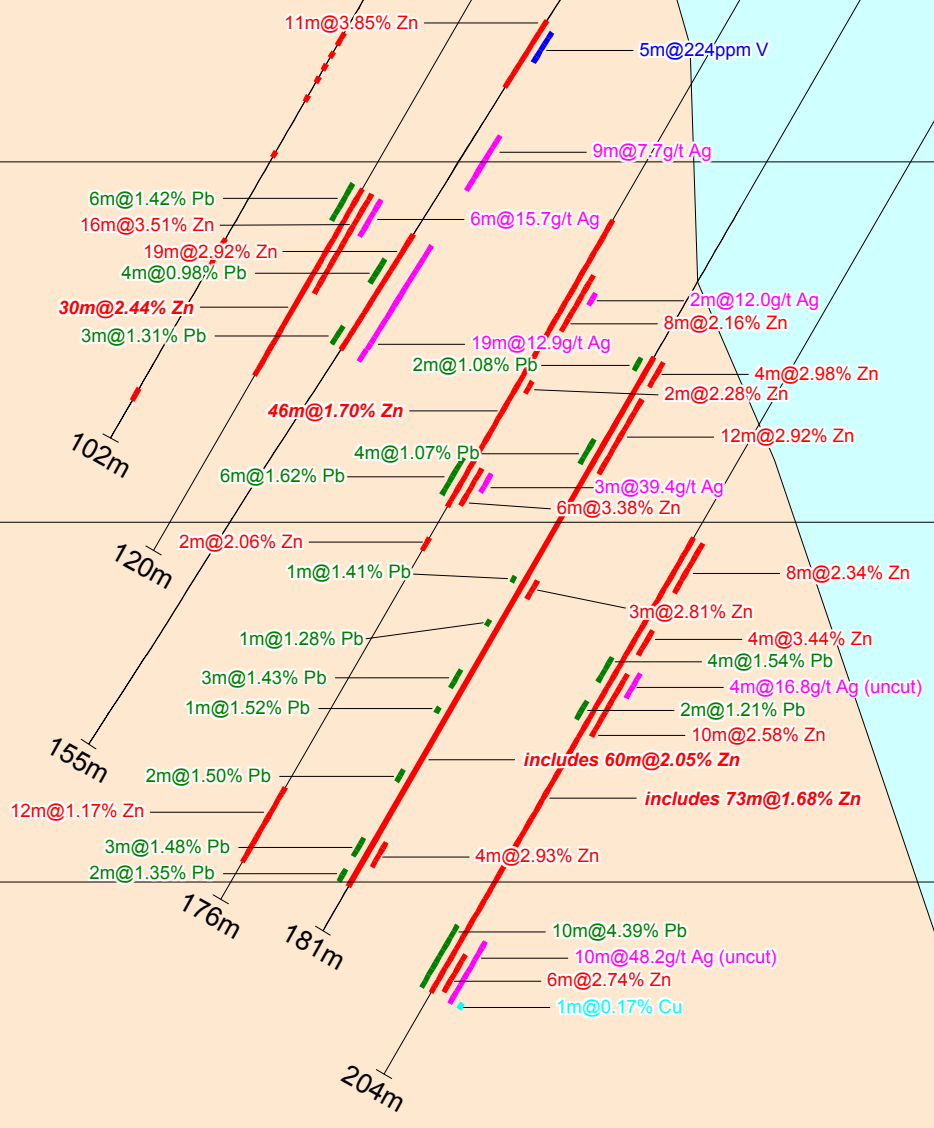 11m@3.85% Zn
5m@224ppm V
9m@7.7g/t Ag
6m@1.42% Pb
16m@3.51% Zn
6m@15.7g/t Ag
19m@2.92% Zn
4m@0.98% Pb
2m@12.0g/t Ag
30m@2.44% Zn
8m@2.16% Zn
3m@1.31% Pb
19m@12.9g/t Ag
2m@1.08% Pb
4m@2.98% Zn
2m@2.28% Zn
46m@1.70% Zn
12m@2.92% Zn
102m
4m@1.07% Pb
6m@1.62% Pb
3m@39.4g/t Ag
6m@3.38% Zn
2m@2.06% Zn
120m
1m@1.41% Pb
8m@2.34% Zn
3m@2.81% Zn
1m@1.28% Pb
4m@3.44% Zn
4m@1.54% Pb
3m@1.43% Pb
4m@16.8g/t Ag (uncut)
1m@1.52% Pb
2m@1.21% Pb
10m@2.58% Zn
155m
includes 60m@2.05% Zn
2m@1.50% Pb
includes 73m@1.68% Zn
12m@1.17% Zn
3m@1.48% Pb
4m@2.93% Zn
2m@1.35% Pb
176m
10m@4.39% Pb
181m
10m@48.2g/t Ag (uncut)
6m@2.74% Zn
1m@0.17% Cu
204m